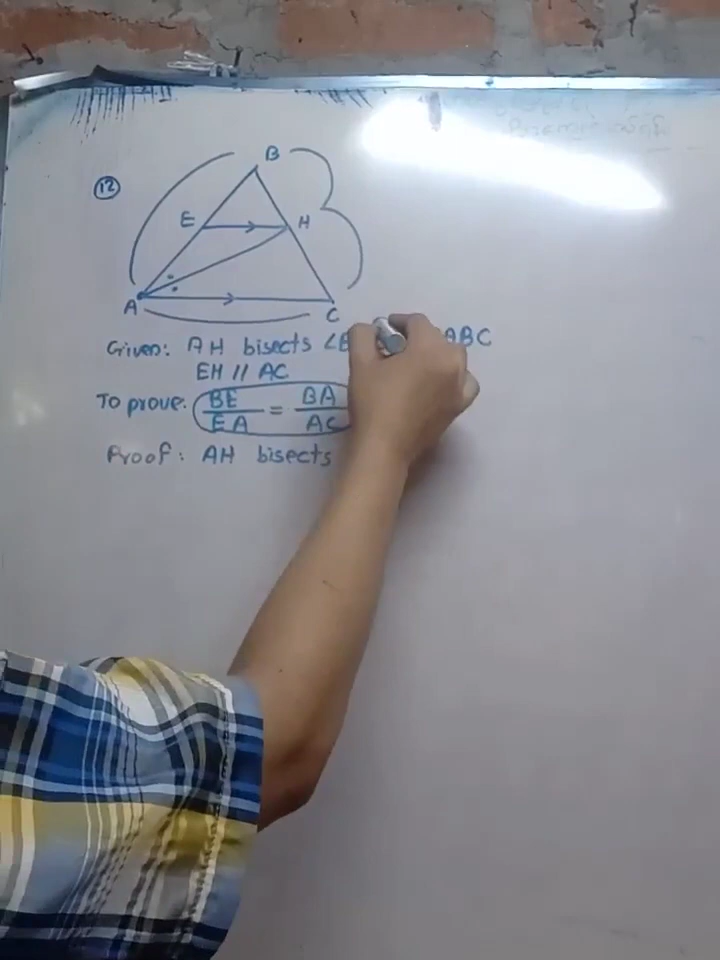 12
B
E H
A C
Given: AH bisects ∠B ABC
EH // AC
To prove: BE/EA = BA/AC
Proof: AH bisects